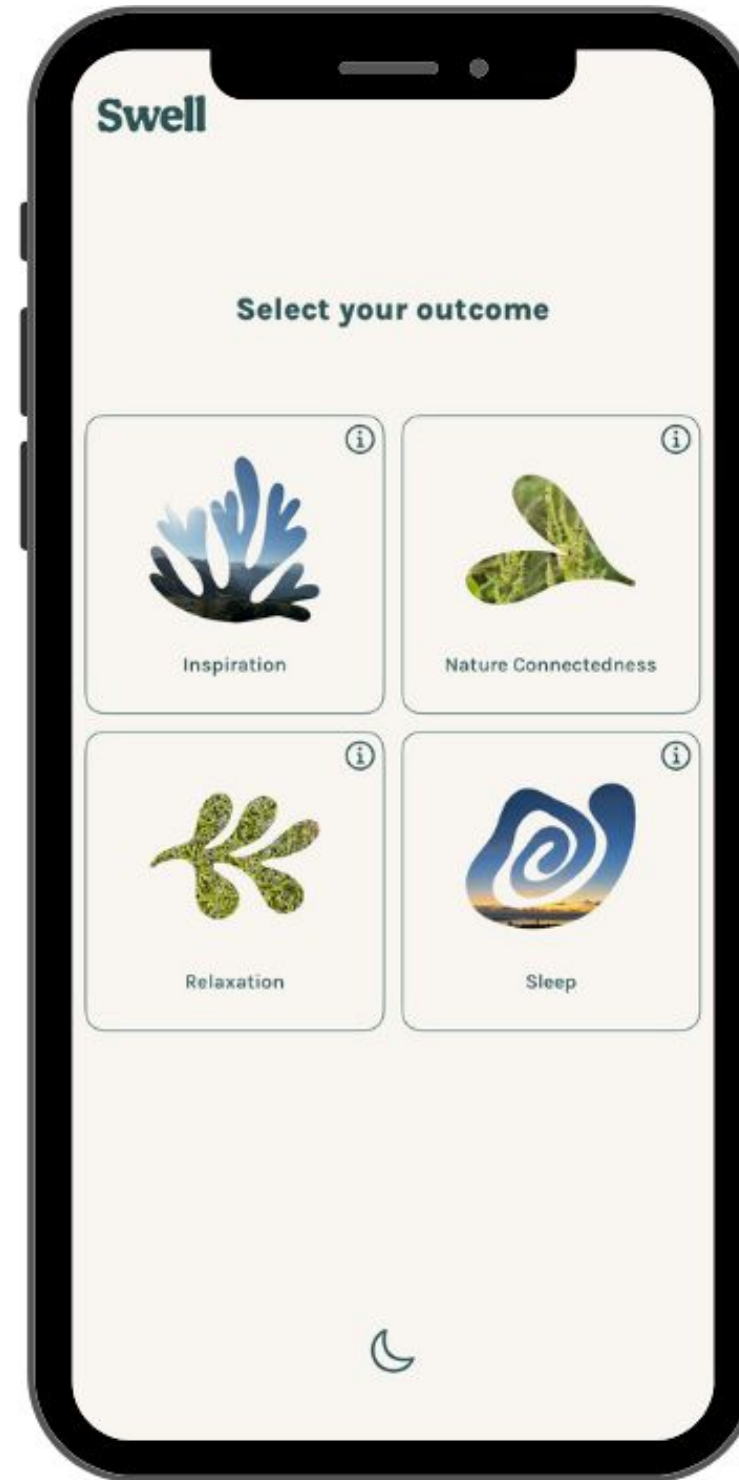 Swell
Select your outcome
Inspiration
Nature Connectedness
Relaxation
Sleep